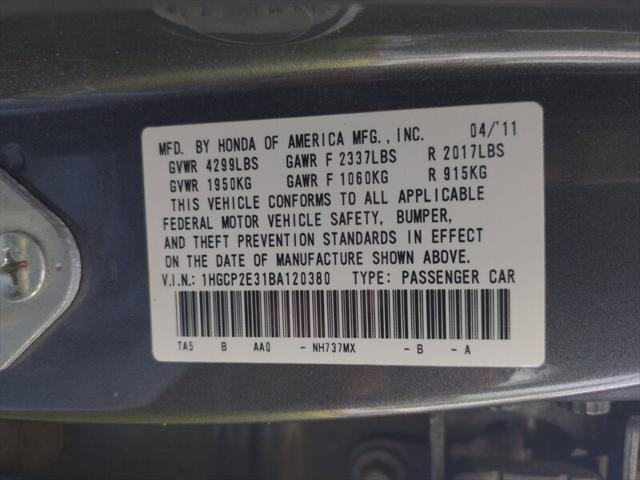 MFD. BY HONDA OF AMERICA MFG., INC. 04/'11
GVWR 4299LBS GAWR F 2337LBS R 2017LBS
GVWR 1950KG GAWR F 1060KG R 915KG
THIS VEHICLE CONFORMS TO ALL APPLICABLE
FEDERAL MOTOR VEHICLE SAFETY, BUMPER,
AND THEFT PREVENTION STANDARDS IN EFFECT
ON THE DATE OF MANUFACTURE SHOWN ABOVE.
V.I.N.: 1HGCP2E31BA120380 TYPE: PASSENGER CAR
TA5 B AA0 - NH737MX - B - A